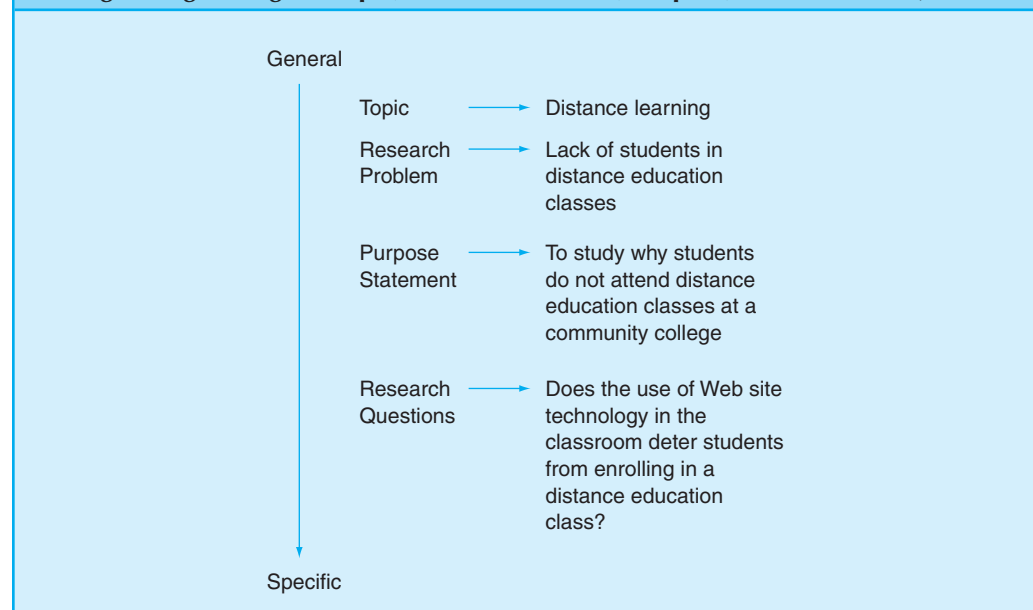 General
Topic Distance learning
Research Lack of students in
Problem distance education
classes
Purpose To study why students
Statement do not attend distance
education classes at a
community college
Research Does the use of Web site
Questions technology in the
classroom deter students
from enrolling in a
distance education
class?
Specific